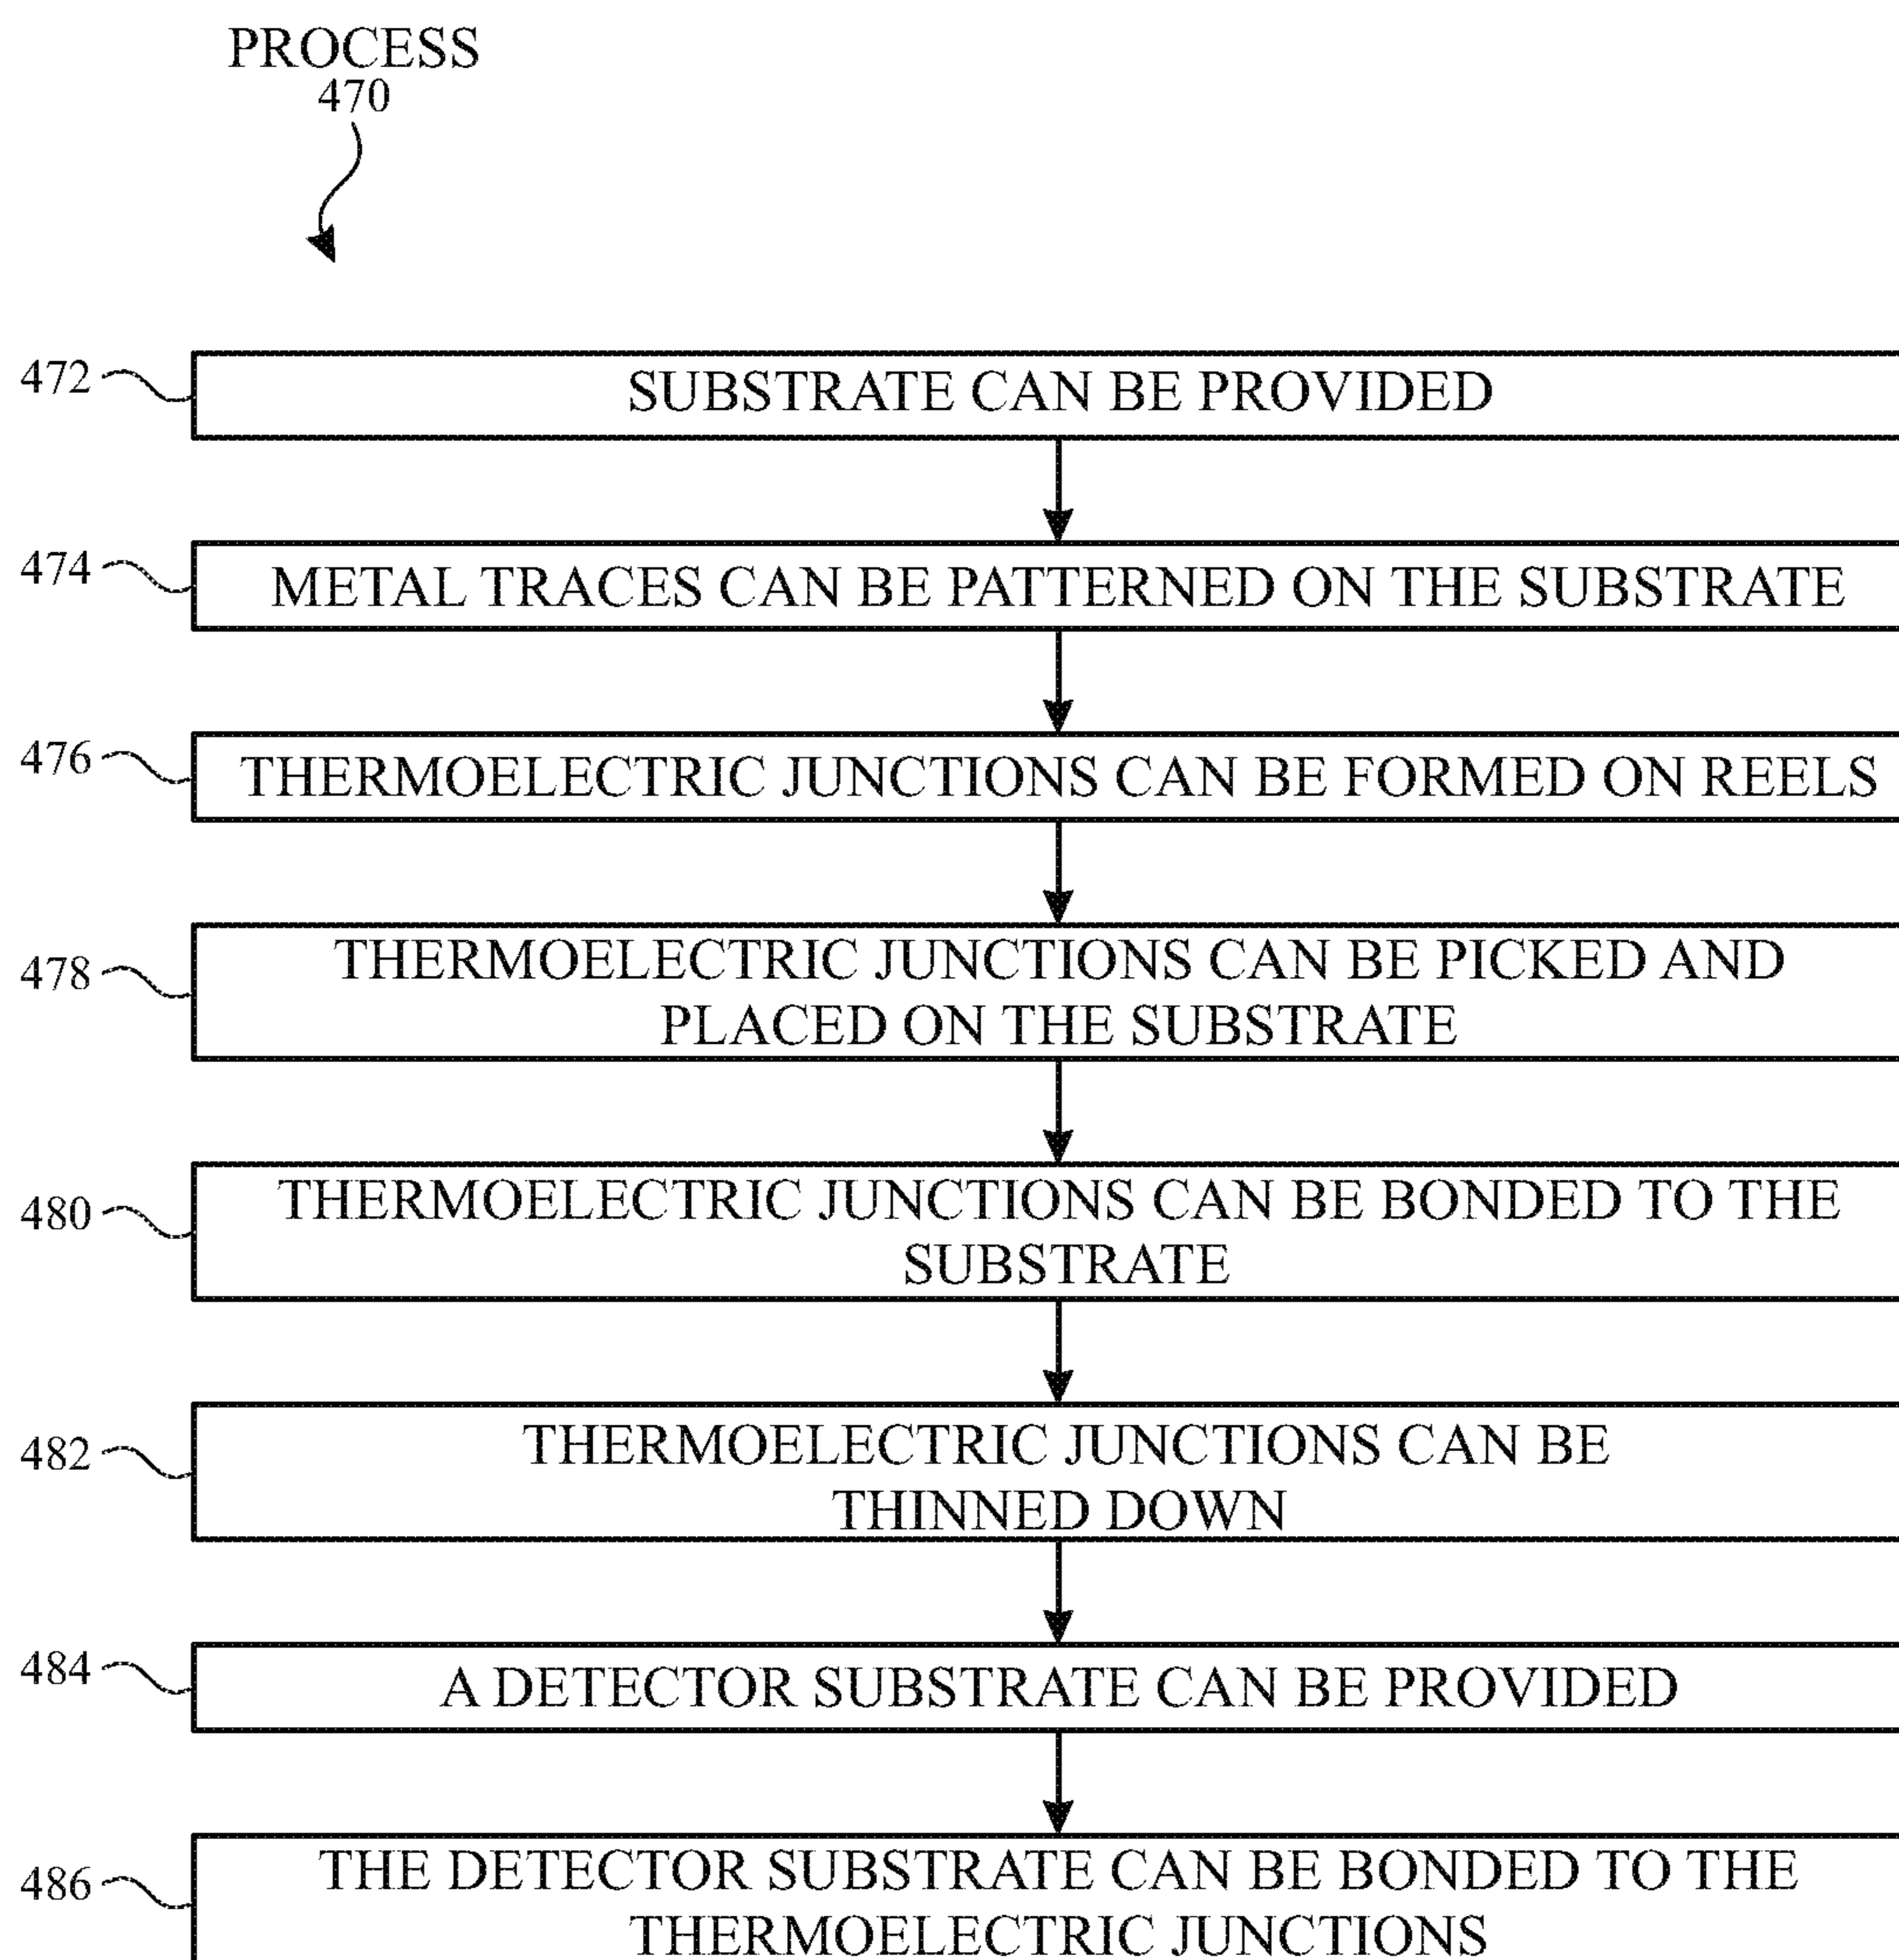 PROCESS
470
472
SUBSTRATE CAN BE PROVIDED
474
METAL TRACES CAN BE PATTERNED ON THE SUBSTRATE
476
THERMOELECTRIC JUNCTIONS CAN BE FORMED ON REELS
478
THERMOELECTRIC JUNCTIONS CAN BE PICKED AND
PLACED ON THE SUBSTRATE
480
THERMOELECTRIC JUNCTIONS CAN BE BONDED TO THE
SUBSTRATE
482
THERMOELECTRIC JUNCTIONS CAN BE
THINNED DOWN
484
A DETECTOR SUBSTRATE CAN BE PROVIDED
486
THE DETECTOR SUBSTRATE CAN BE BONDED TO THE
THERMOELECTRIC JUNCTIONS